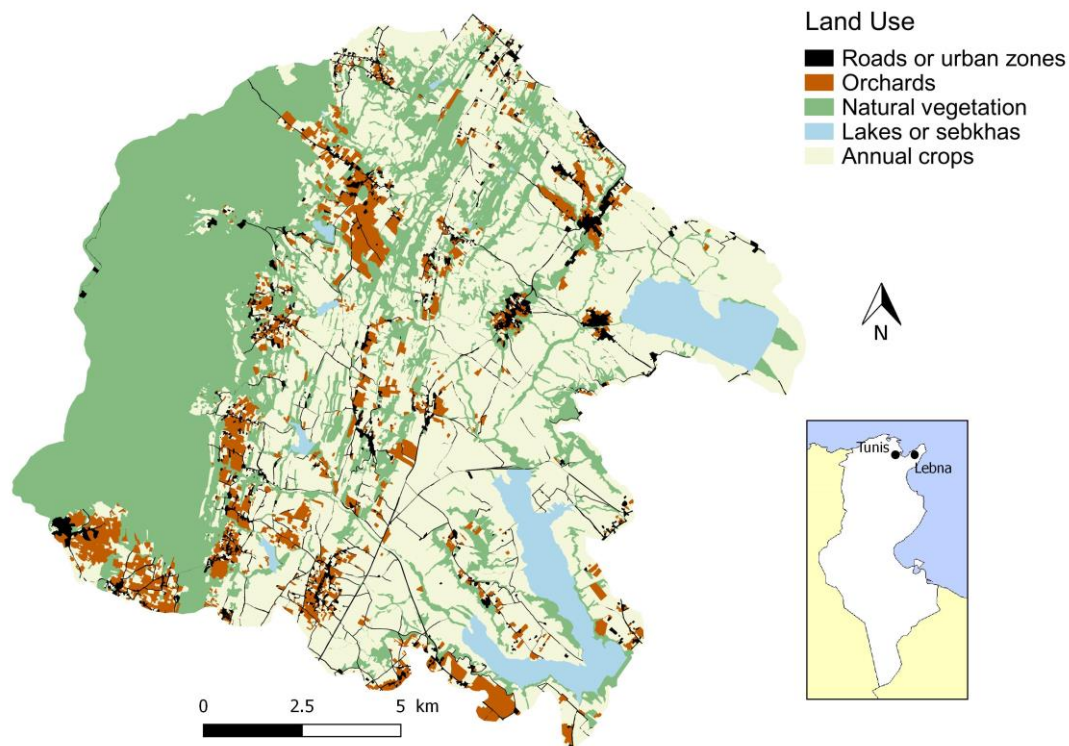 Land Use
Roads or urban zones
Orchards
Natural vegetation
Lakes or sebkhas
Annual crops
N
Tunis
Lebna
0 2.5 5 km